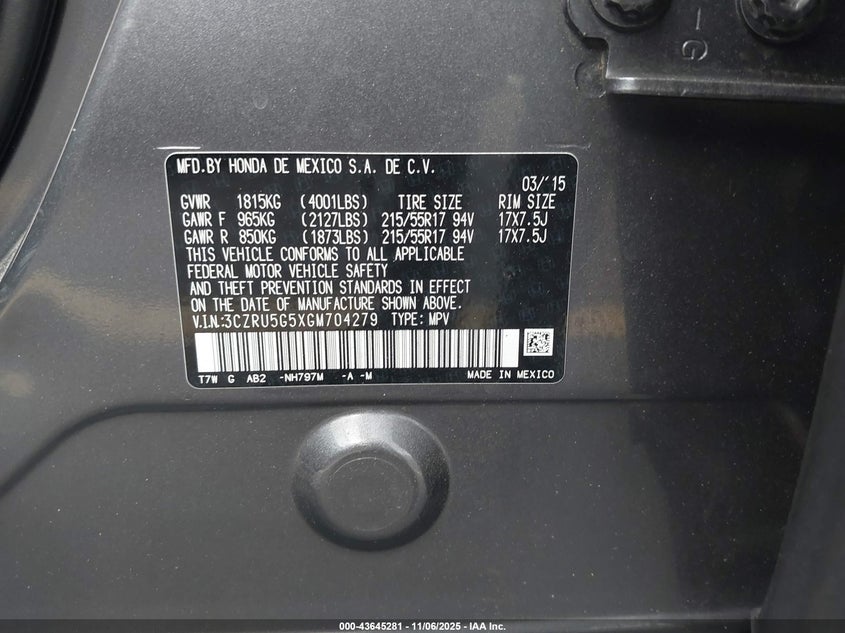 -G
MFD.BY HONDA DE MEXICO S.A. DE C.V.
03/'15
GVWR 1815KG (4001LBS) TIRE SIZE RIM SIZE
GAWR F 965KG (2127LBS) 215/55R17 94V 17X7.5J
GAWR R 850KG (1873LBS) 215/55R17 94V 17X7.5J
THIS VEHICLE CONFORMS TO ALL APPLICABLE
FEDERAL MOTOR VEHICLE SAFETY
AND THEFT PREVENTION STANDARDS IN EFFECT
ON THE DATE OF MANUFACTURE SHOWN ABOVE.
V.I.N.:3CZRU5G5XGM704279 TYPE: MPV
T7W G AB2 -NH797M -A -M MADE IN MEXICO
000-43645281 - 11/06/2025 - IAA Inc.